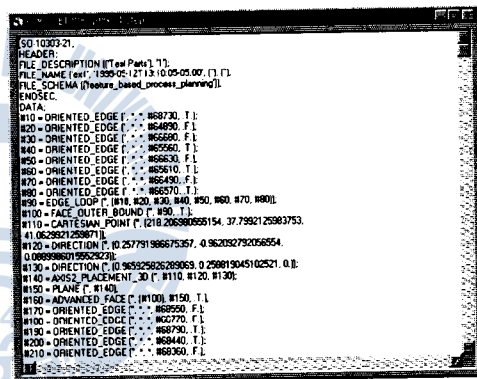 ISO-10303-21,
HEADER;
FILE_DESCRIPTION (("Test Parts"), "1");
FILE_NAME ('ex1', '1998-05-12T13:10:05-05:00', (''), (''),
FILE_SCHEMA (('feature_based_process_planning'));
ENDSEC;
DATA;
#10 = ORIENTED_EDGE ('', *, *, #68730, .T.);
#20 = ORIENTED_EDGE ('', *, *, #64890, .F.);
#30 = ORIENTED_EDGE ('', *, *, #66680, .F.);
#40 = ORIENTED_EDGE ('', *, *, #65560, .T.);
#50 = ORIENTED_EDGE ('', *, *, #66630, .F.);
#60 = ORIENTED_EDGE ('', *, *, #65610, .T.);
#70 = ORIENTED_EDGE ('', *, *, #66490, .F.);
#80 = ORIENTED_EDGE ('', *, *, #66570, .T.);
#90 = EDGE_LOOP ('', (#10, #20, #30, #40, #50, #60, #70, #80));
#100 = FACE_OUTER_BOUND ('', #90, .T.);
#110 = CARTESIAN_POINT ('', (218.206980555154, 37.7992125983753,
41.0629921259871));
#120 = DIRECTION ('', (0.257791986675357, -0.962092792056554,
0.0889986015552923));
#130 = DIRECTION ('', (0.965925826289069, 0.258819045102521, 0.));
#140 = AXIS2_PLACEMENT_3D ('', #110, #120, #130);
#150 = PLANE ('', #140);
#160 = ADVANCED_FACE ('', (#100), #150, .T.);
#170 = ORIENTED_EDGE ('', *, *, #68550, .F.);
#180 = ORIENTED_EDGE ('', *, *, #66770, .F.);
#190 = ORIENTED_EDGE ('', *, *, #68790, .T.);
#200 = ORIENTED_EDGE ('', *, *, #68440, .T.);
#210 = ORIENTED_EDGE ('', *, *, #68360, .F.);